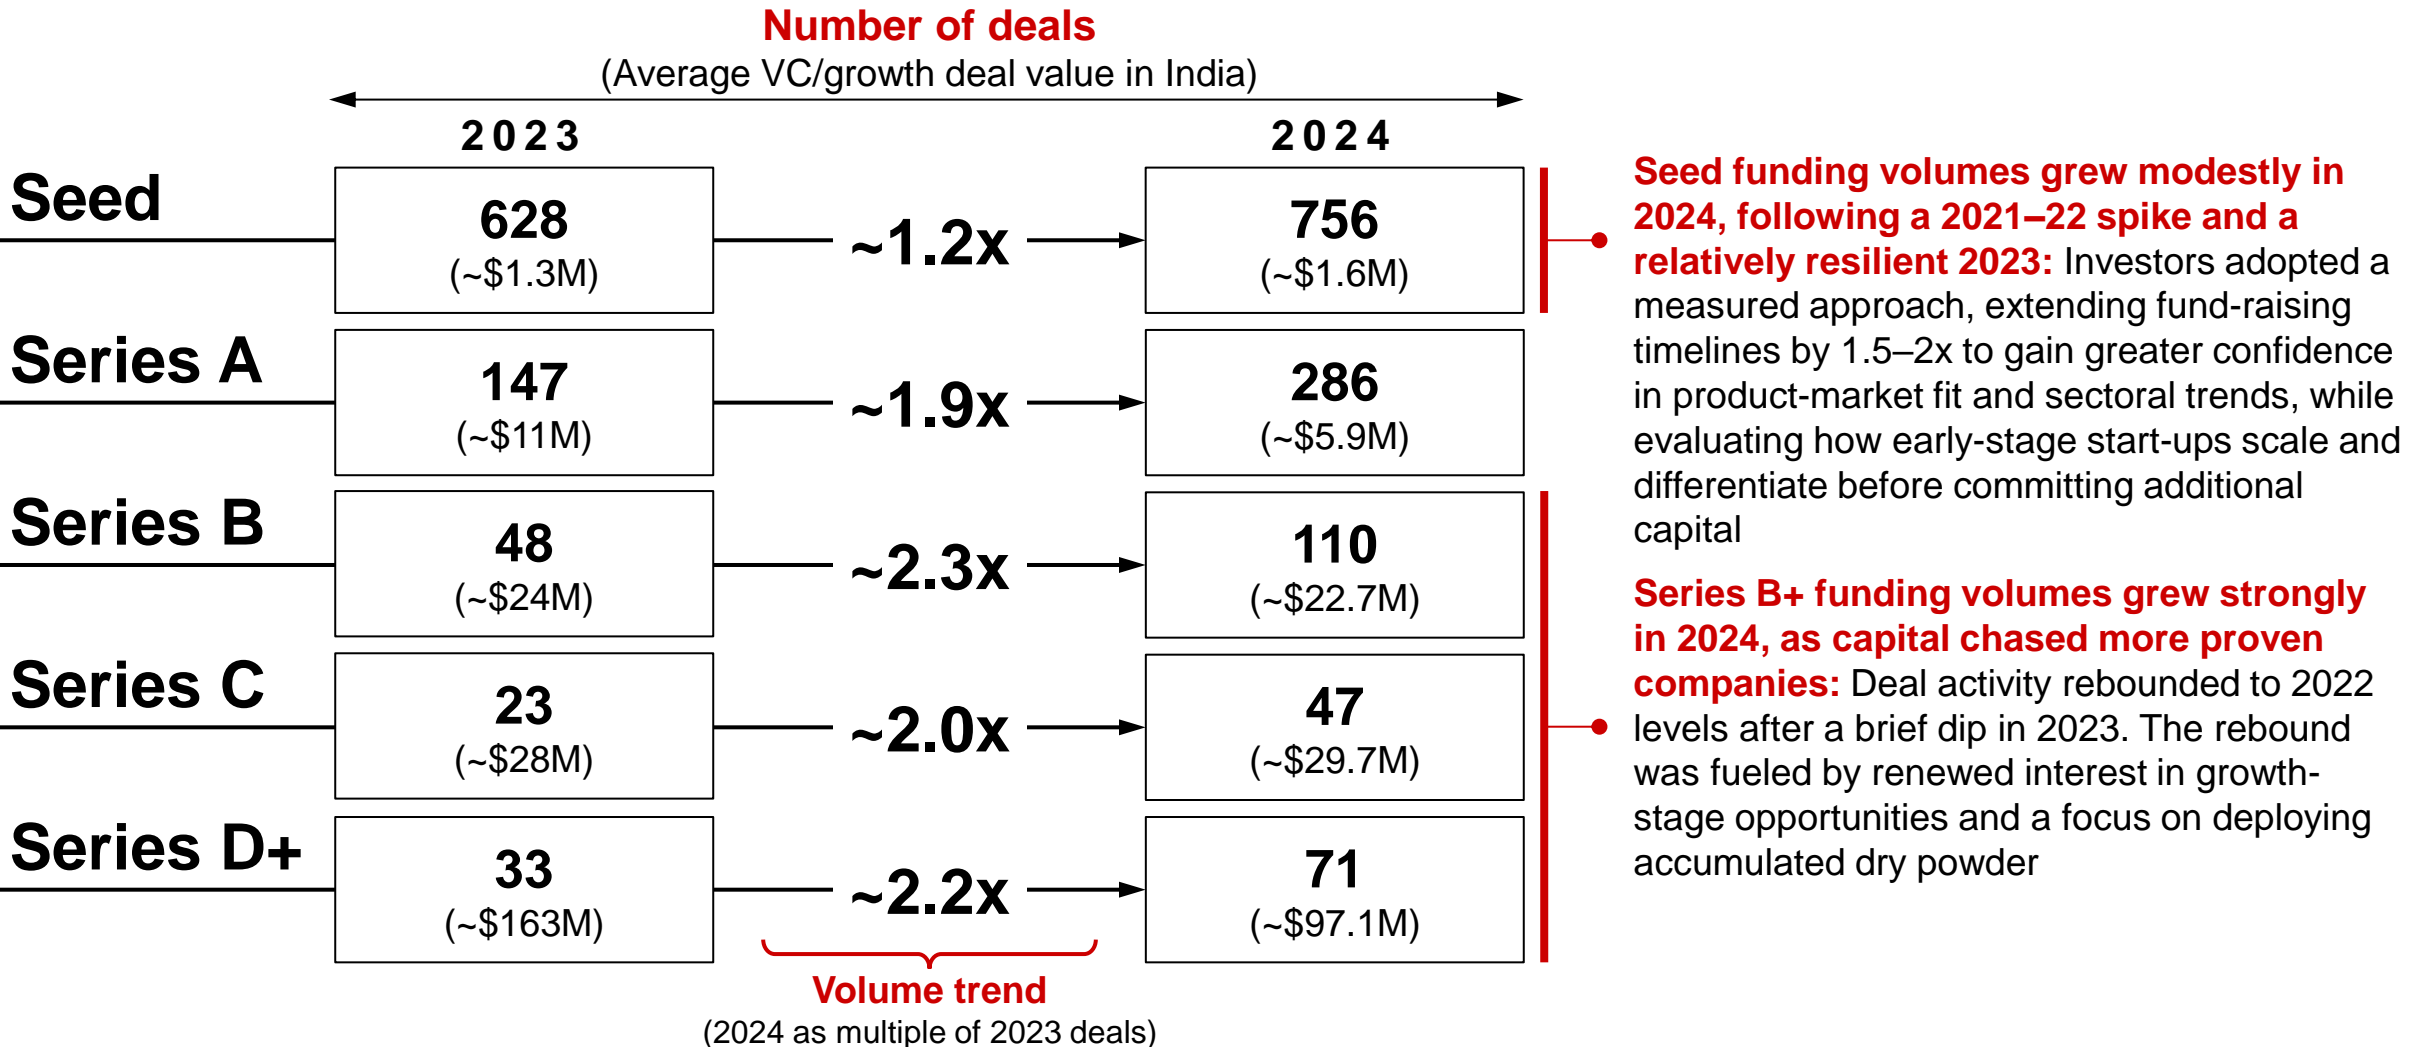 Number of deals
(Average VC/growth deal value in India)
2023
2024
Seed
628
(~$1.3M)
~1.2x
756
(~$1.6M)
Series A
147
(~$11M)
~1.9x
286
(~$5.9M)
Series B
48
(~$24M)
~2.3x
110
(~$22.7M)
Series C
23
(~$28M)
~2.0x
47
(~$29.7M)
Series D+
33
(~$163M)
~2.2x
71
(~$97.1M)
Volume trend
(2024 as multiple of 2023 deals)
Seed funding volumes grew modestly in
2024, following a 2021–22 spike and a
relatively resilient 2023: Investors adopted a
measured approach, extending fund-raising
timelines by 1.5–2x to gain greater confidence
in product-market fit and sectoral trends, while
evaluating how early-stage start-ups scale and
differentiate before committing additional
capital
Series B+ funding volumes grew strongly
in 2024, as capital chased more proven
companies: Deal activity rebounded to 2022
levels after a brief dip in 2023. The rebound
was fueled by renewed interest in growth-
stage opportunities and a focus on deploying
accumulated dry powder